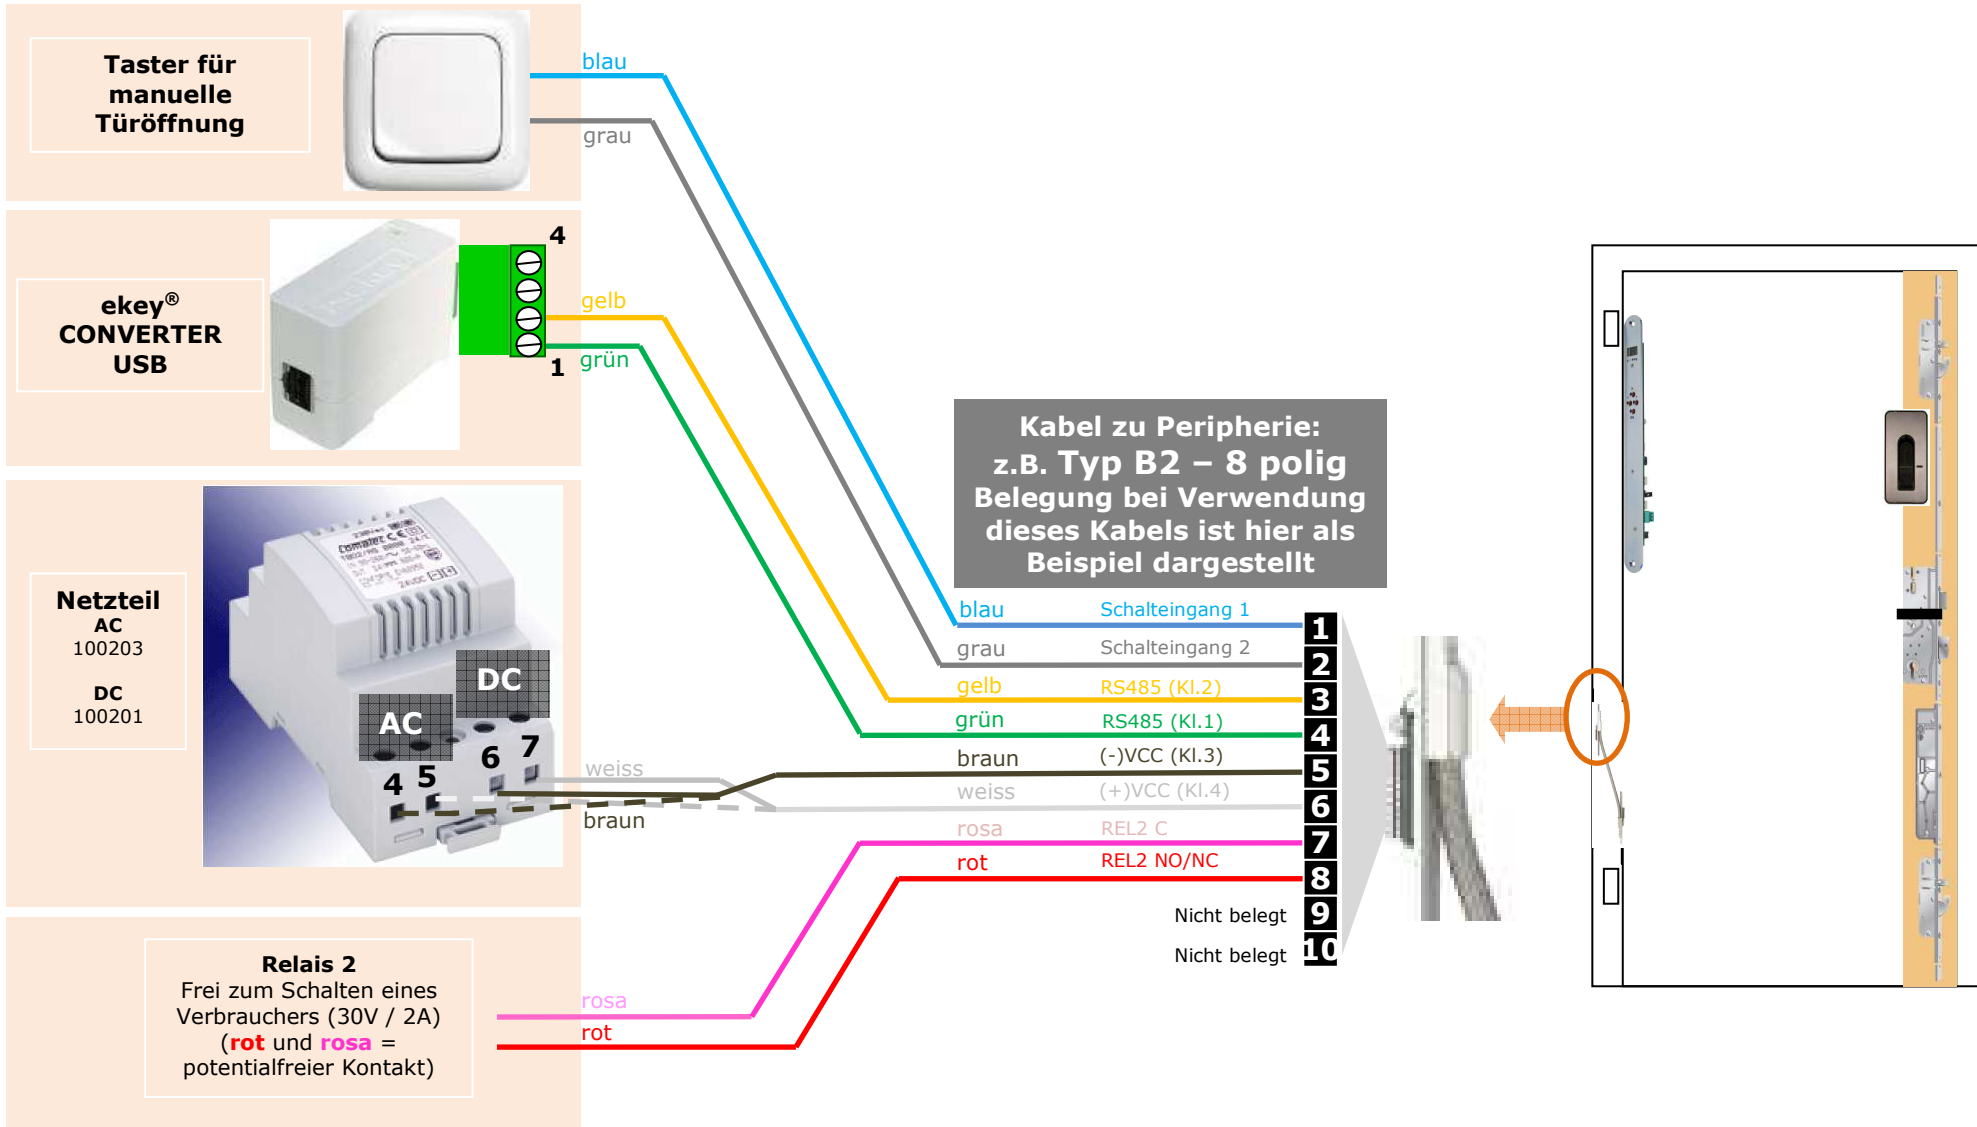 Taster für
manuelle
Türöffnung
blau
grau
ekey®
CONVERTER
USB
4
1
gelb
grün
Netzteil
AC
100203
DC
100201
24VDC
DC
AC
4
5
6
7
weiss
braun
Relais 2
Frei zum Schalten eines
Verbrauchers (30V / 2A)
(rot und rosa =
potentialfreier Kontakt)
rosa
rot
Kabel zu Peripherie:
z.B. Typ B2 – 8 polig
Belegung bei Verwendung
dieses Kabels ist hier als
Beispiel dargestellt
blau Schalteingang 1 1
grau Schalteingang 2 2
gelb RS485 (Kl.2) 3
grün RS485 (Kl.1) 4
braun (-)VCC (Kl.3) 5
weiss (+)VCC (Kl.4) 6
rosa REL2 C 7
rot REL2 NO/NC 8
Nicht belegt 9
Nicht belegt 10